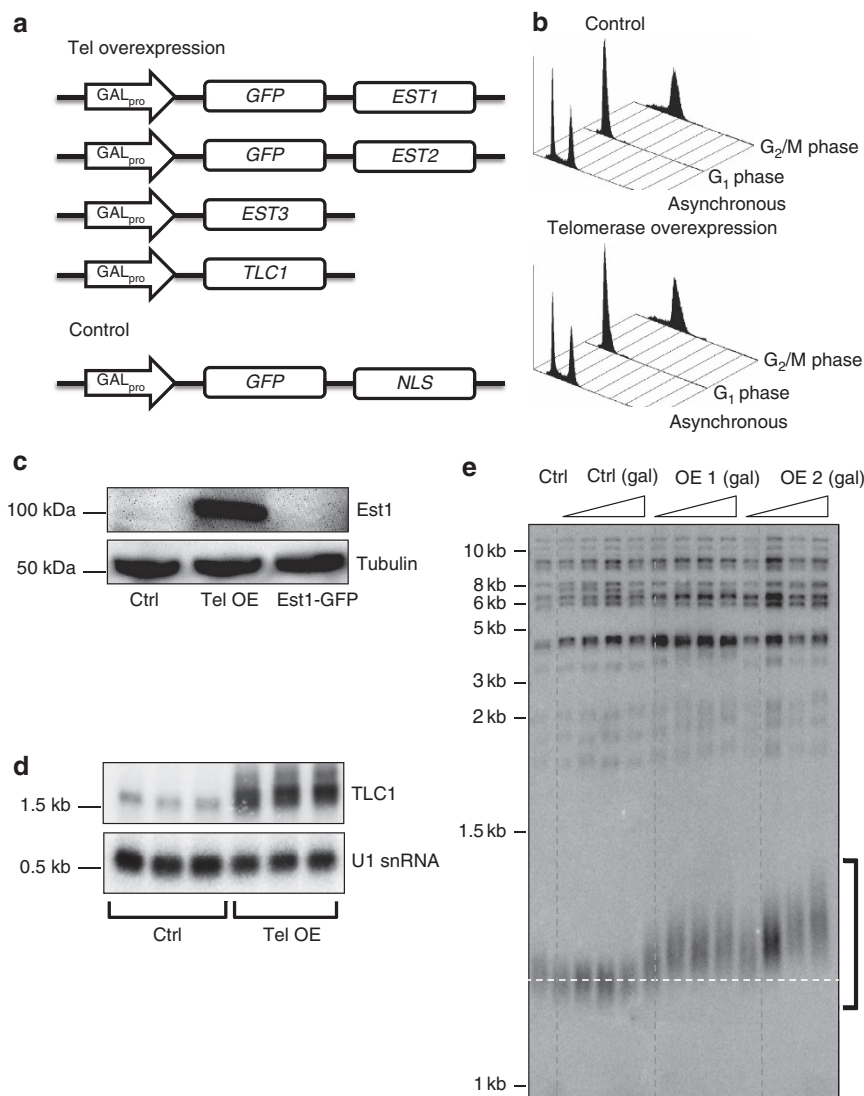 a
Tel overexpression
GALpro GFP EST1
GALpro GFP EST2
GALpro EST3
GALpro TLC1
Control
GALpro GFP NLS
b
Control
G2/M phase
G1 phase
Asynchronous
Telomerase overexpression
G2/M phase
G1 phase
Asynchronous
c
100 kDa
Est1
50 kDa
Tubulin
Ctrl Tel OE Est1-GFP
d
TLC1
1.5 kb
0.5 kb
U1 snRNA
Ctrl Tel OE
e
Ctrl Ctrl (gal) OE 1 (gal) OE 2 (gal)
10 kb
8 kb
6 kb
5 kb
3 kb
2 kb
1.5 kb
1 kb